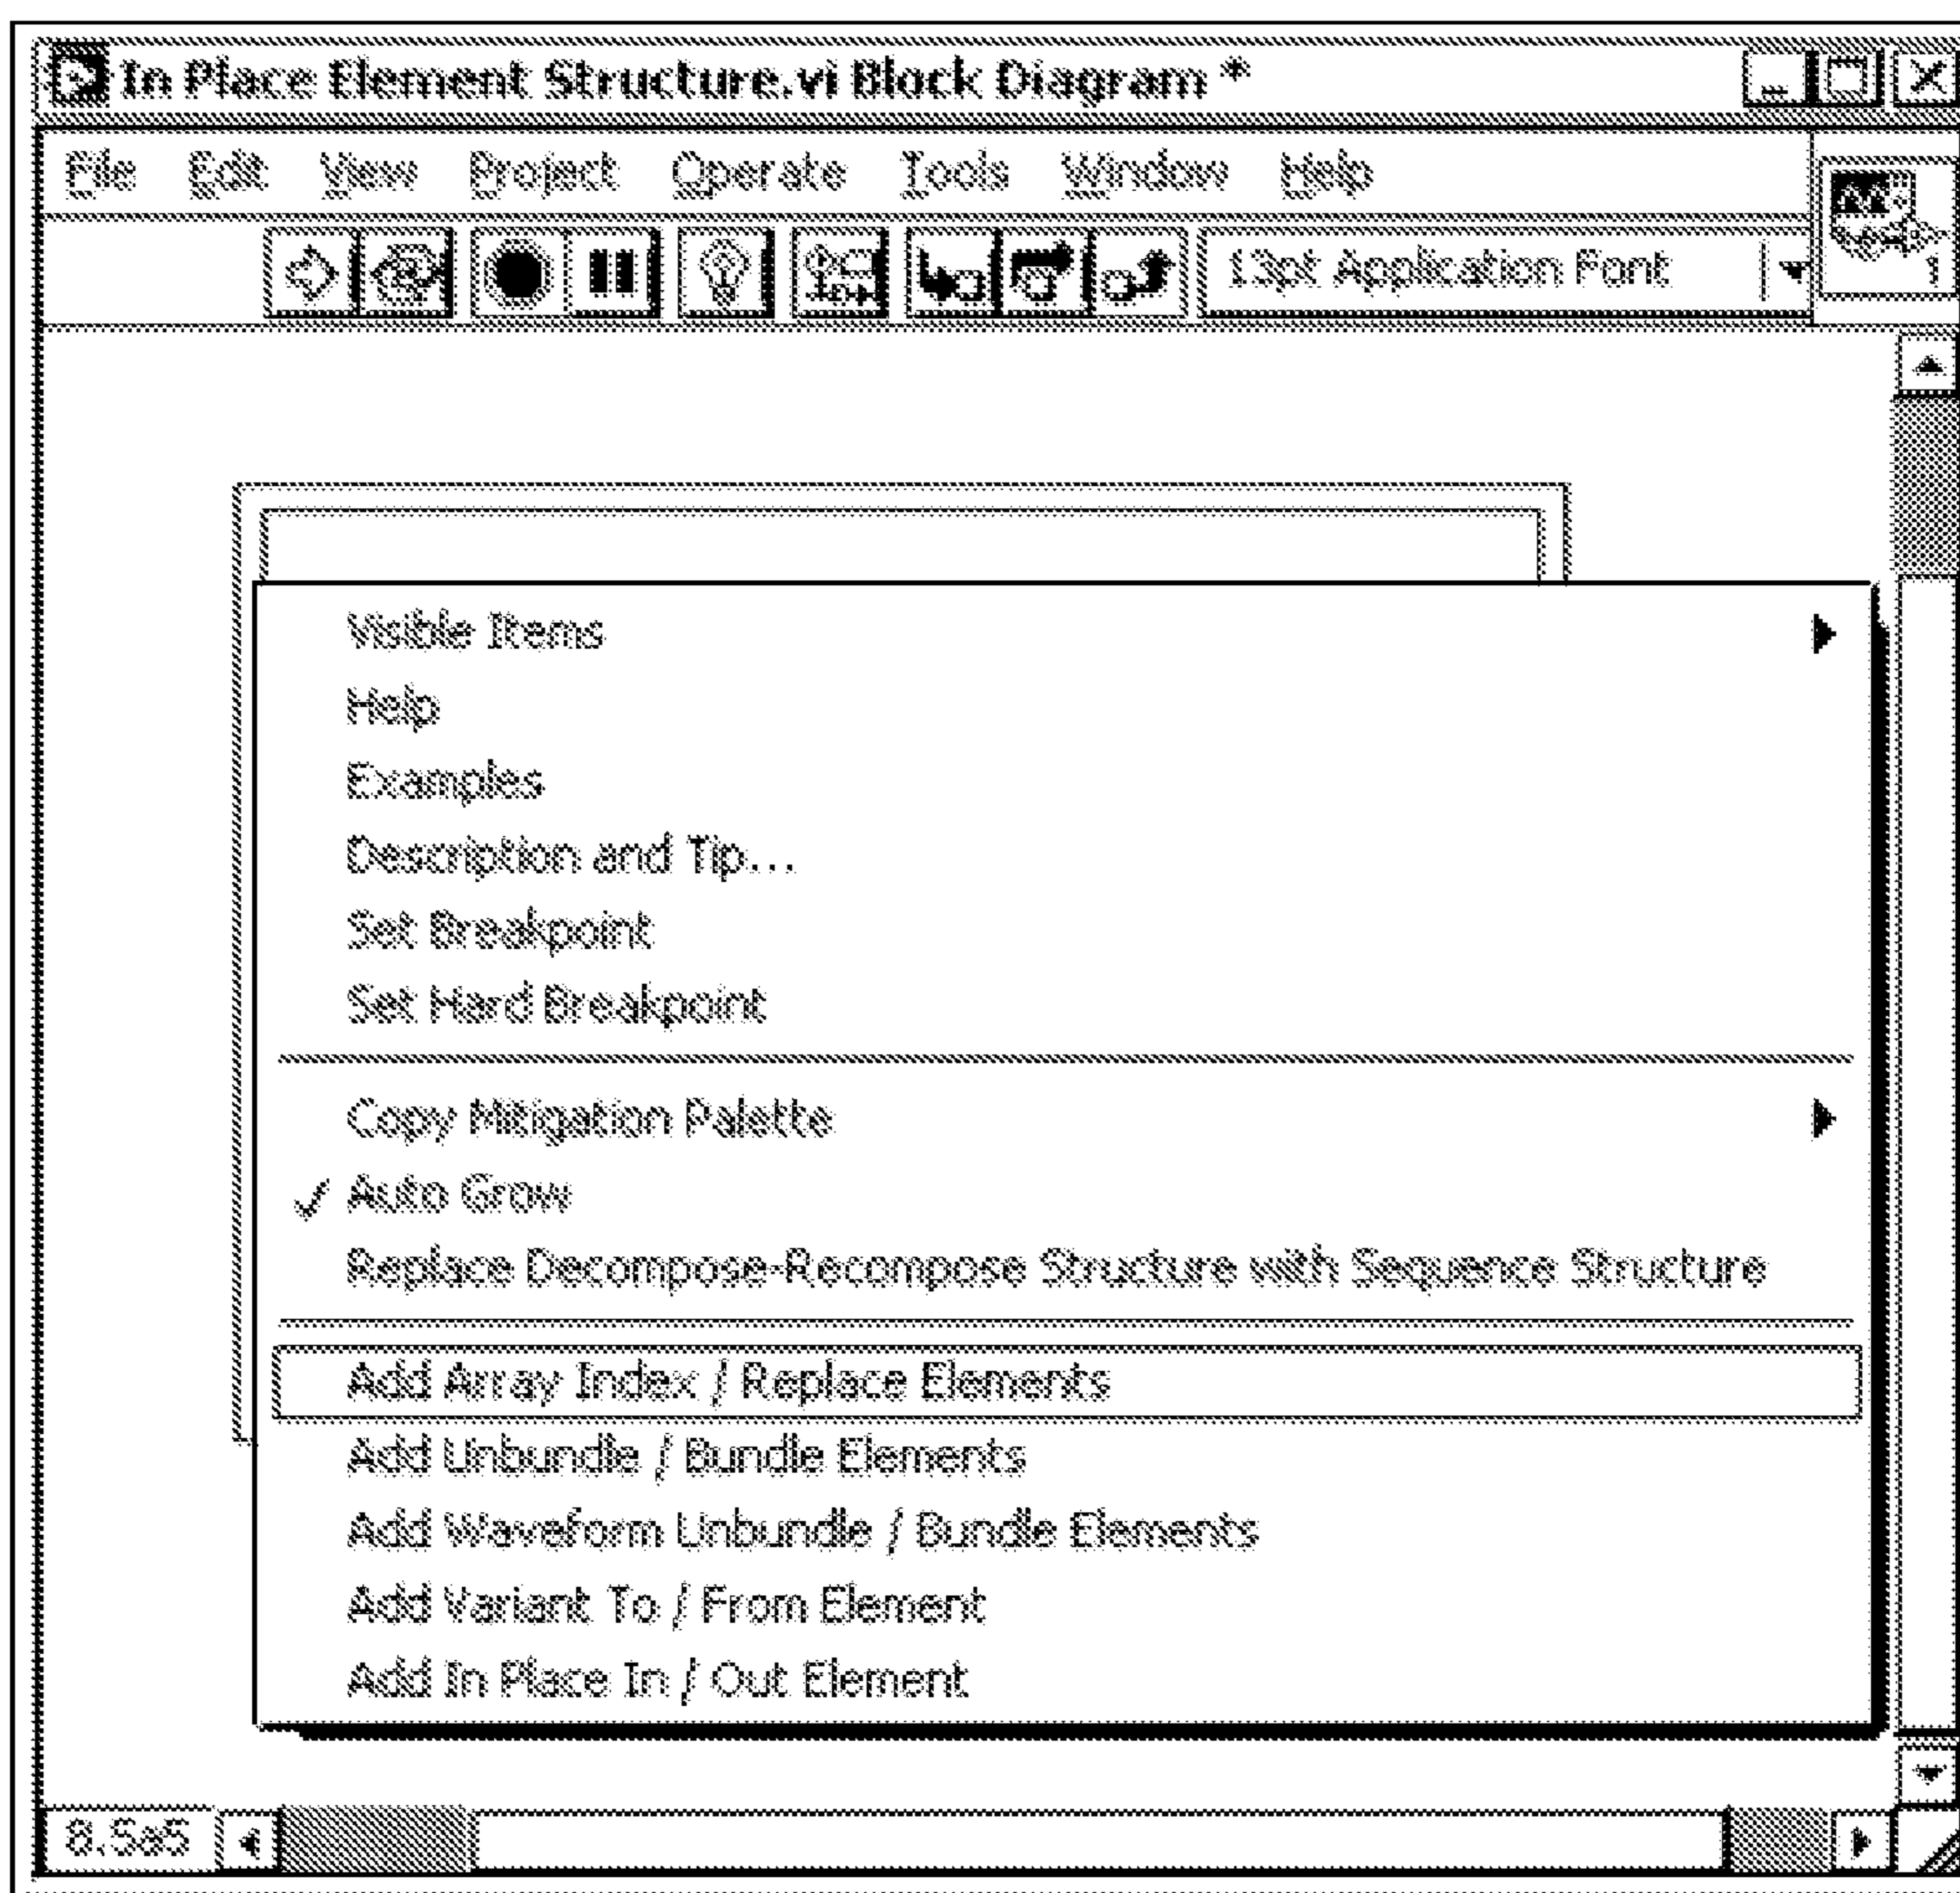 In Place Element Structure.vi Block Diagram *
File Edit View Project Operate Tools Window Help
13pt Application Font
1
Visible Items
Help
Examples
Description and Tip...
Set Breakpoint
Set Hard Breakpoint
Copy Mitigation Palette
Auto Grow
Replace Decompose-Recompose Structure with Sequence Structure
Add Array Index / Replace Elements
Add Unbundle / Bundle Elements
Add Waveform Unbundle / Bundle Elements
Add Variant To / From Element
Add In Place In / Out Element
8.5a5